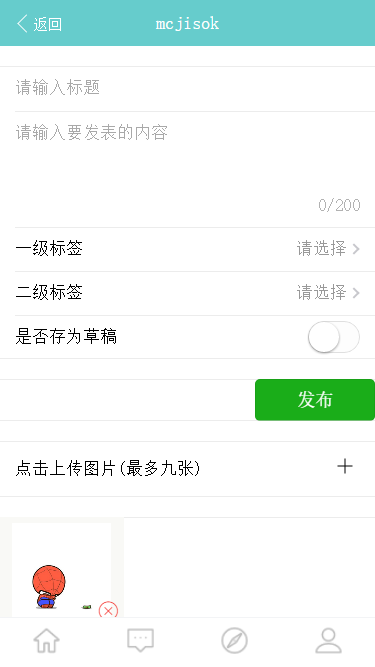 返回
mcjisok
请输入标题
请输入要发表的内容
0/200
一级标签 请选择
二级标签 请选择
是否存为草稿
发布
点击上传图片(最多九张)